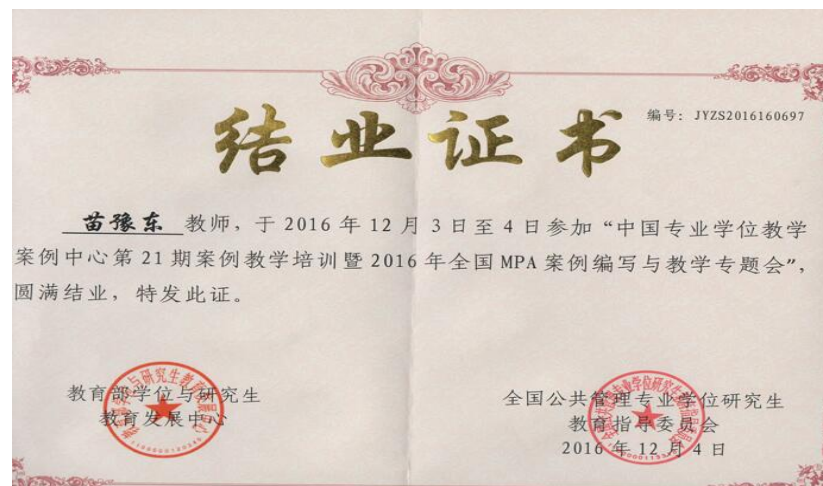 结业证书
编号: JYZS2016160697
苗豫东 教师, 于 2016 年 12 月 3 日至 4 日参加 “中国专业学位教学
案例中心第 21 期案例教学培训暨 2016 年全国 MPA 案例编写与教学专题会”,
圆满结业, 特发此证。
教育部学位与研究生
教育发展中心
全国公共管理专业学位研究生
教育指导委员会
2016 年 12 月 4 日